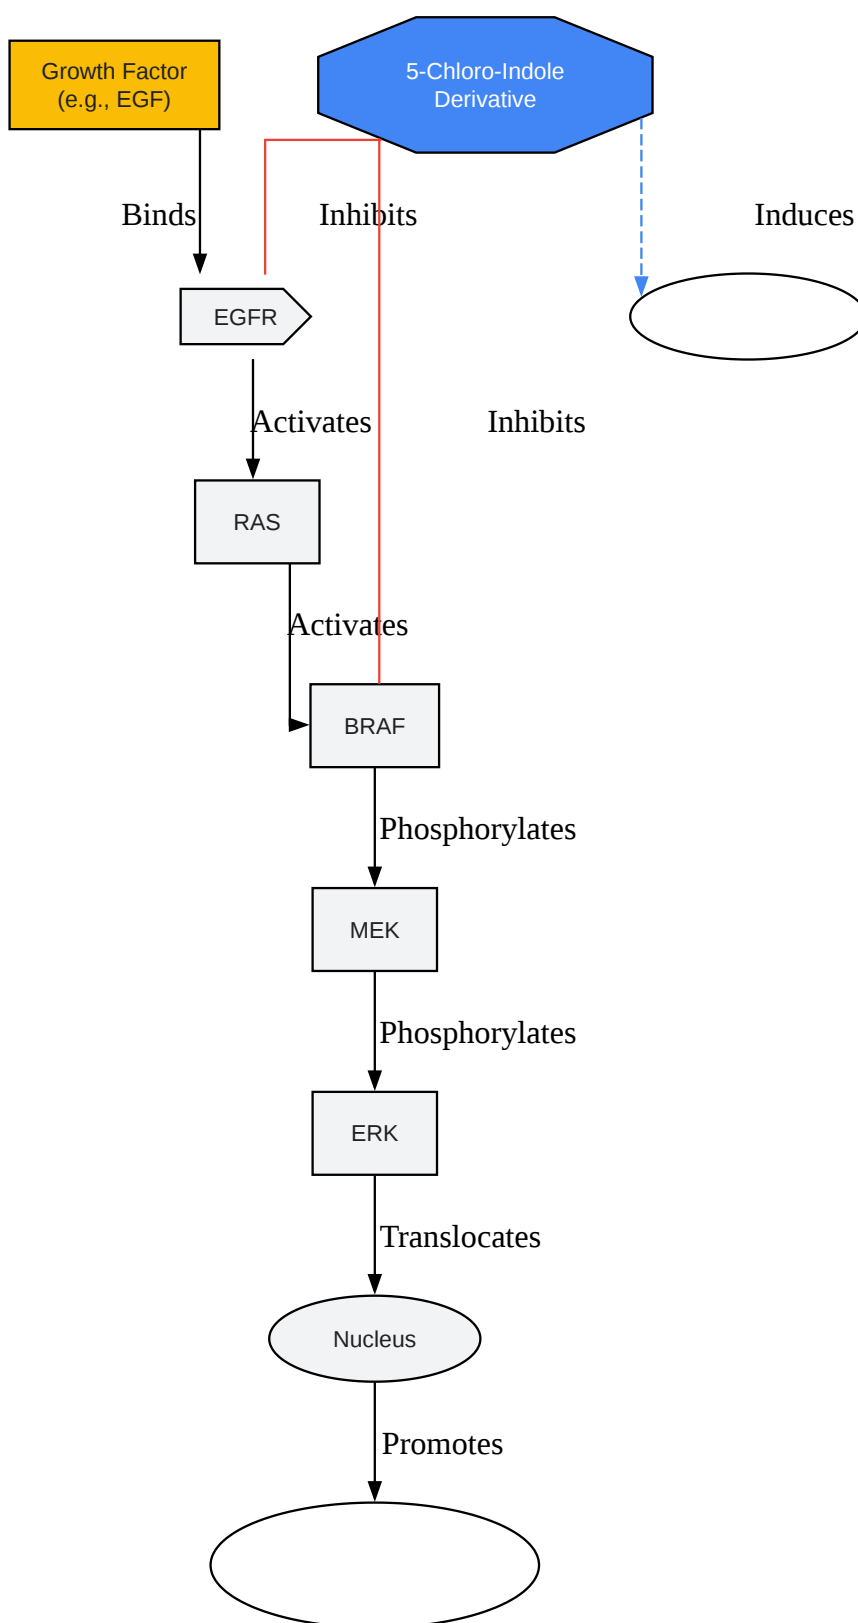 Growth Factor
(e.g., EGF)
5-Chloro-Indole
Derivative
Binds
Inhibits
Induces
EGFR
Activates
Inhibits
RAS
Activates
BRAF
Phosphorylates
MEK
Phosphorylates
ERK
Translocates
Nucleus
Promotes